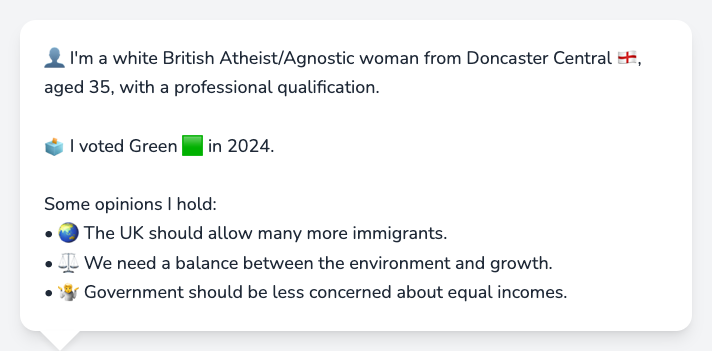 👤 I'm a white British Atheist/Agnostic woman from Doncaster Central 🏴󠁧󠁢󠁥󠁮󠁧󠁿,
aged 35, with a professional qualification.
🗳️ I voted Green 🟩 in 2024.
Some opinions I hold:
• 🌏 The UK should allow many more immigrants.
• ⚖️ We need a balance between the environment and growth.
• 🤷 Government should be less concerned about equal incomes.